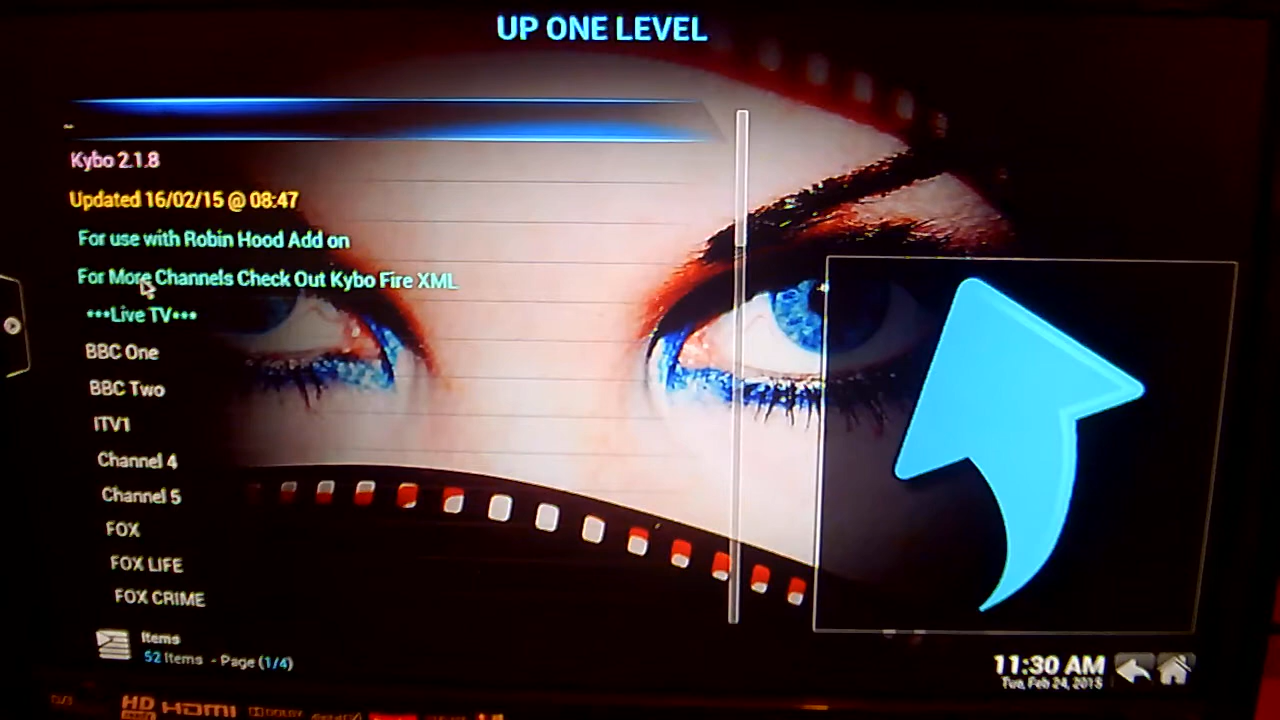 UP ONE LEVEL
..
Kybo 2.1.8
Updated 16/02/15 @ 08:47
For use with Robin Hood Add on
For More Channels Check Out Kybo Fire XML
***Live TV***
BBC One
BBC Two
ITV1
Channel 4
Channel 5
FOX
FOX LIFE
FOX CRIME
Items
52 Items - Page (1/4)
11:30 AM
Tue, Feb 24, 2015
HD HDMI
ready